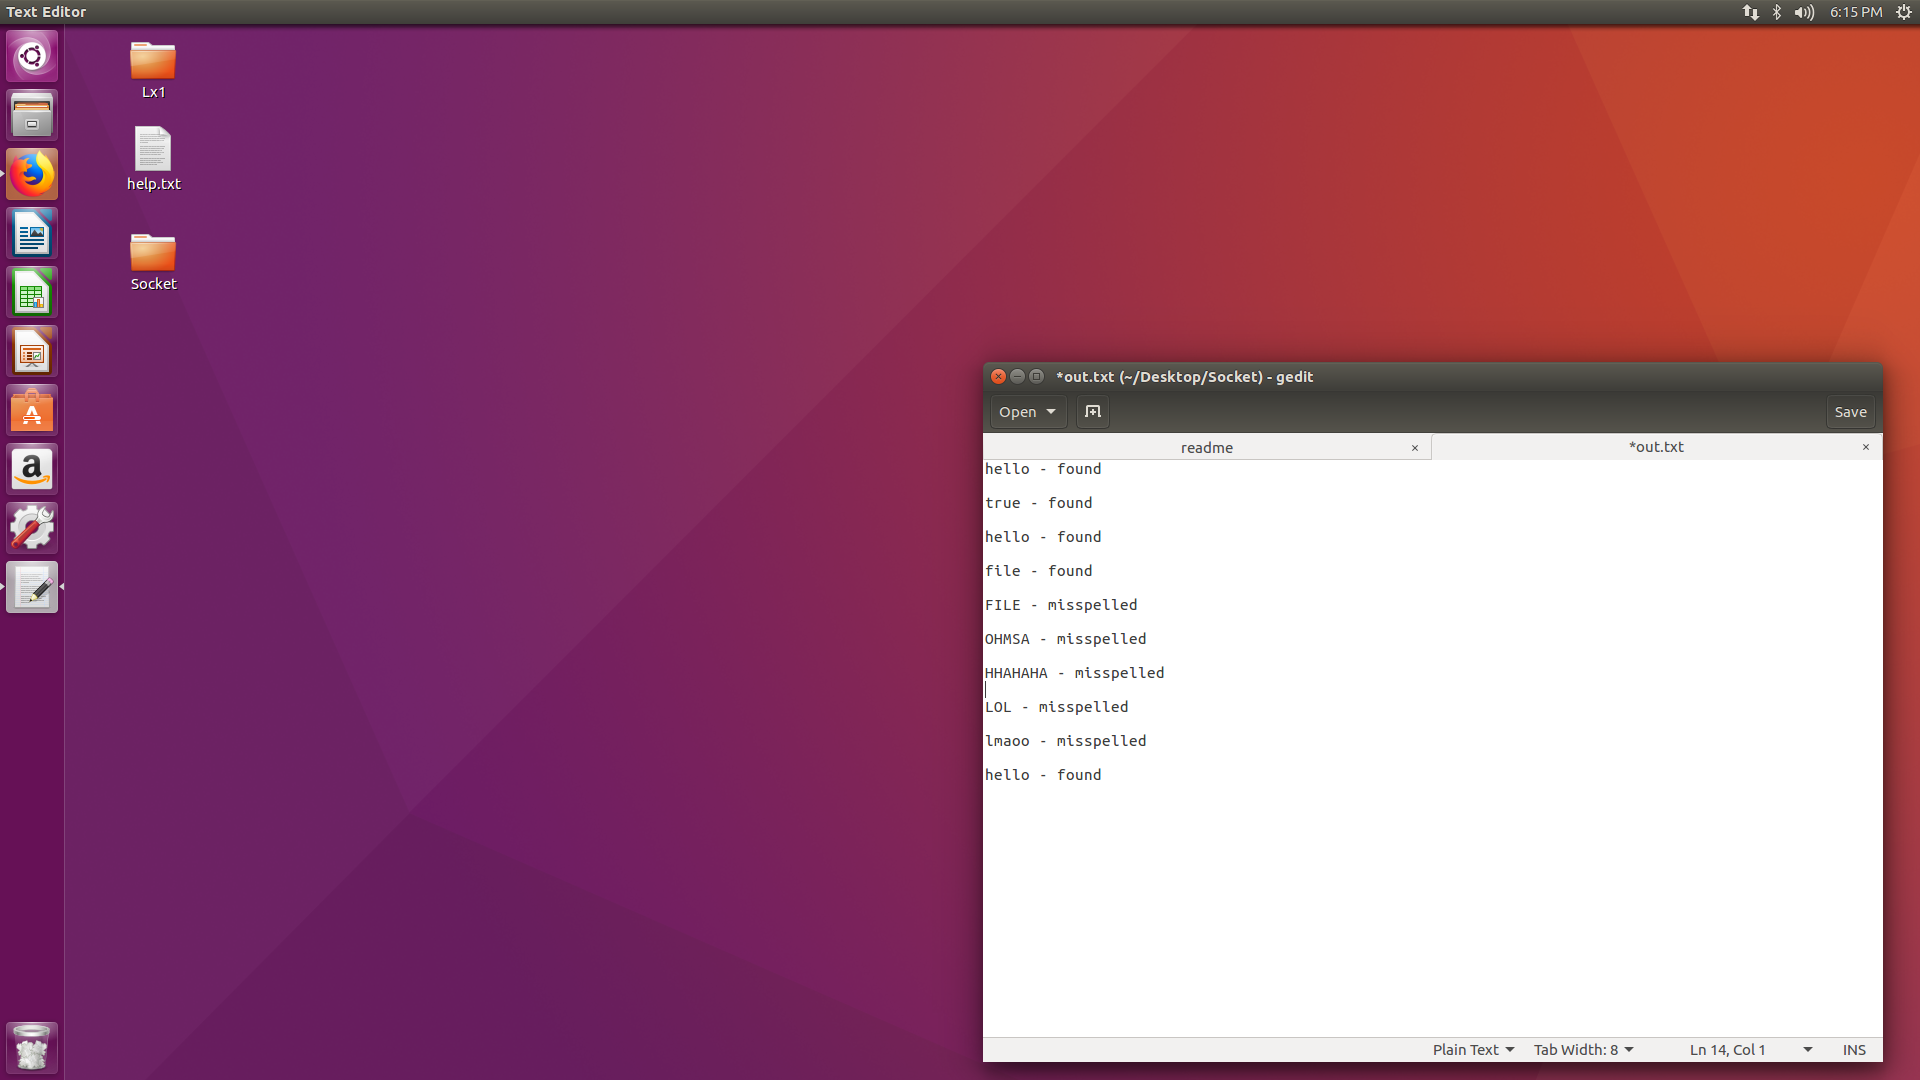 Text Editor
6:15 PM
Lx1
help.txt
Socket
*out.txt (~/Desktop/Socket) - gedit
Open
Save
readme
*out.txt
hello - found
true - found
hello - found
file - found
FILE - misspelled
OHMSA - misspelled
HHAHAHA - misspelled
LOL - misspelled
lmaoo - misspelled
hello - found
Plain Text
Tab Width: 8
Ln 14, Col 1
INS